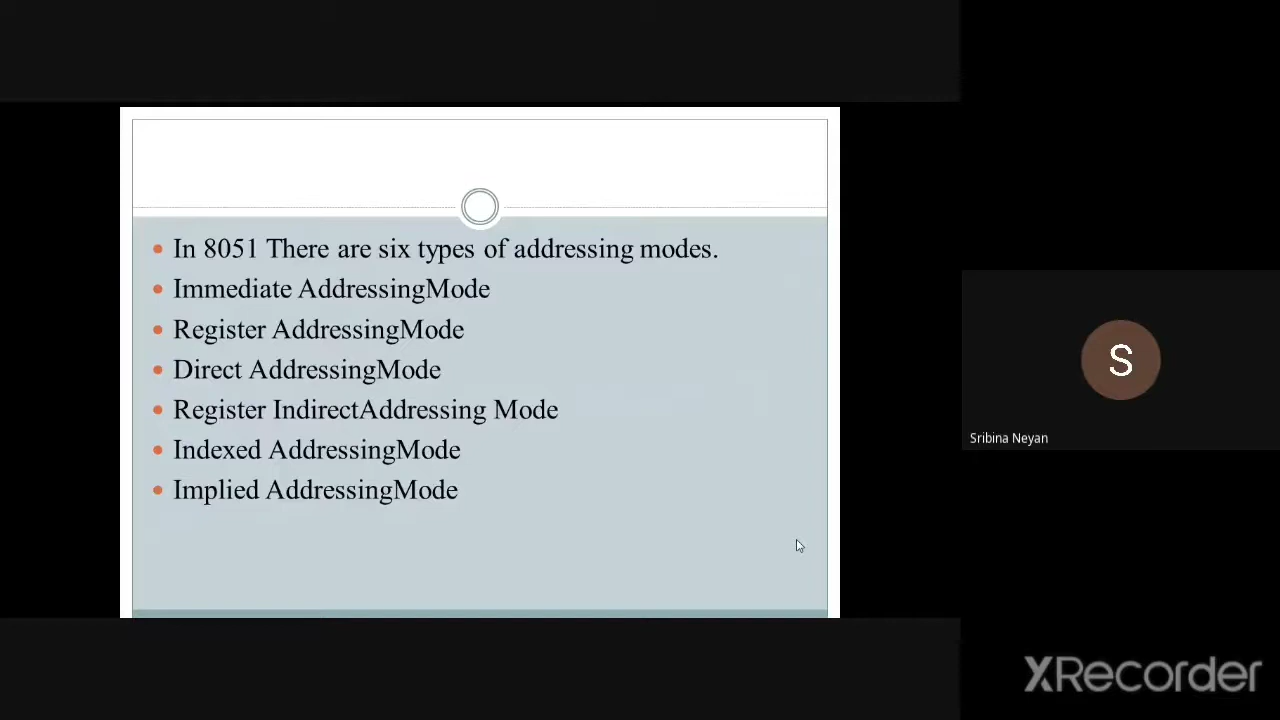 In 8051 There are six types of addressing modes.
Immediate AddressingMode
Register AddressingMode
Direct AddressingMode
Register IndirectAddressing Mode
Indexed AddressingMode
Implied AddressingMode
S
Sribina Neyan
XRecorder